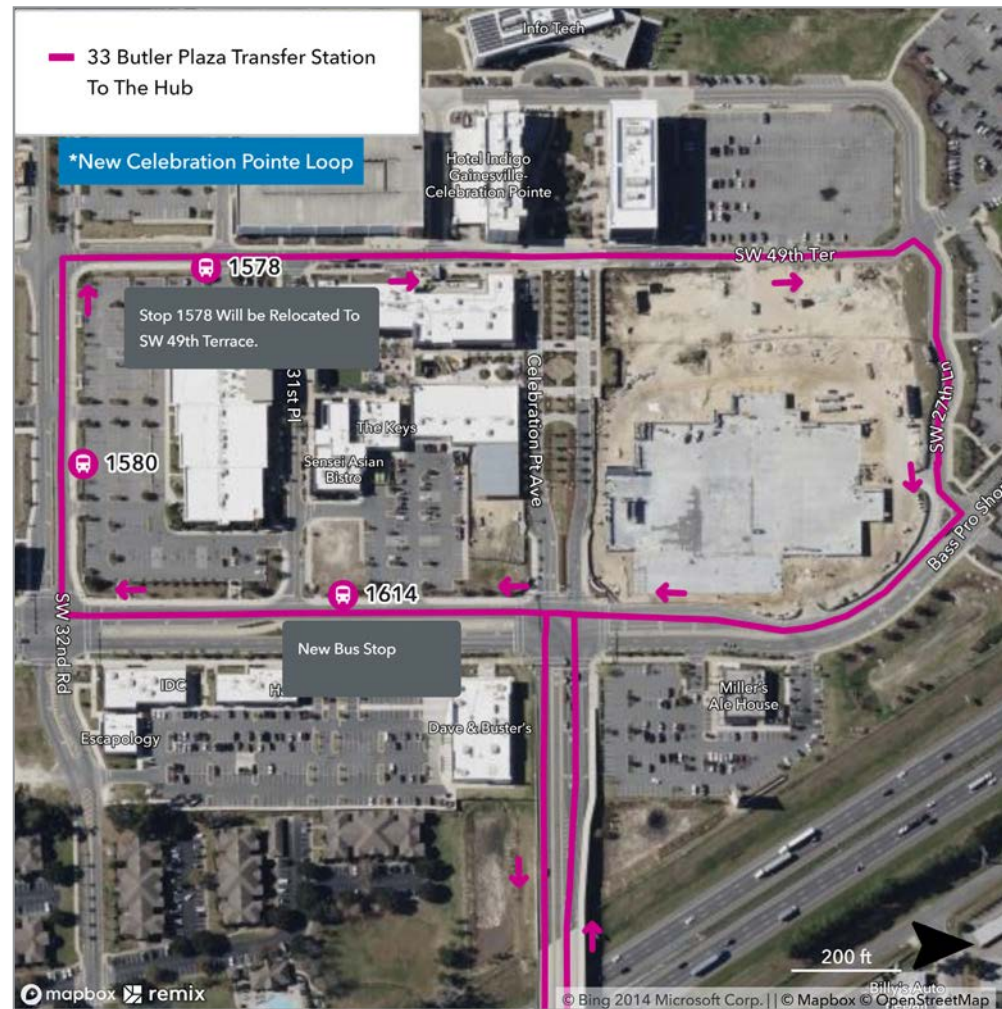 33 Butler Plaza Transfer Station
To The Hub
*New Celebration Pointe Loop
Info Tech
Hotel Indigo
Gainesville-
Celebration Pointe
SW 49th Ter
1578
Stop 1578 Will be Relocated To
SW 49th Terrace.
31st Pl
Celebration Pt Ave
SW 27th Ln
The Keys
1580
Sensei Asian
Bistro
Bass Pro Shop
1614
SW 32nd Rd
New Bus Stop
IDC
Miller's
Ale House
Escapology
Dave & Buster's
200 ft
mapbox remix
Billy's Auto
© Bing 2014 Microsoft Corp. | | © Mapbox © OpenStreetMap